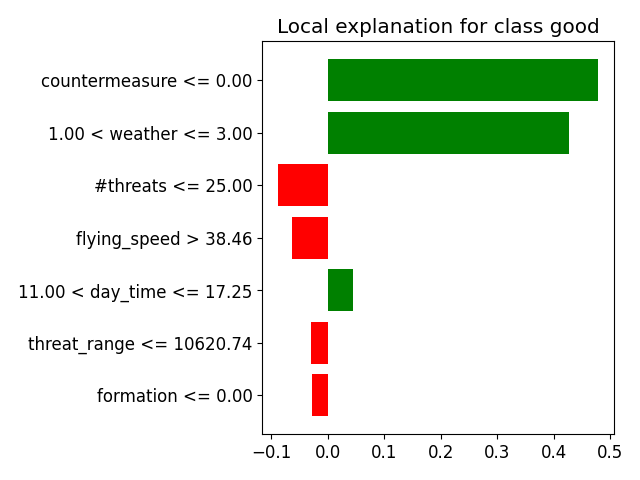 Local explanation for class good
countermeasure <= 0.00
1.00 < weather <= 3.00
#threats <= 25.00
flying_speed > 38.46
11.00 < day_time <= 17.25
threat_range <= 10620.74
formation <= 0.00
−0.1 0.0 0.1 0.2 0.3 0.4 0.5